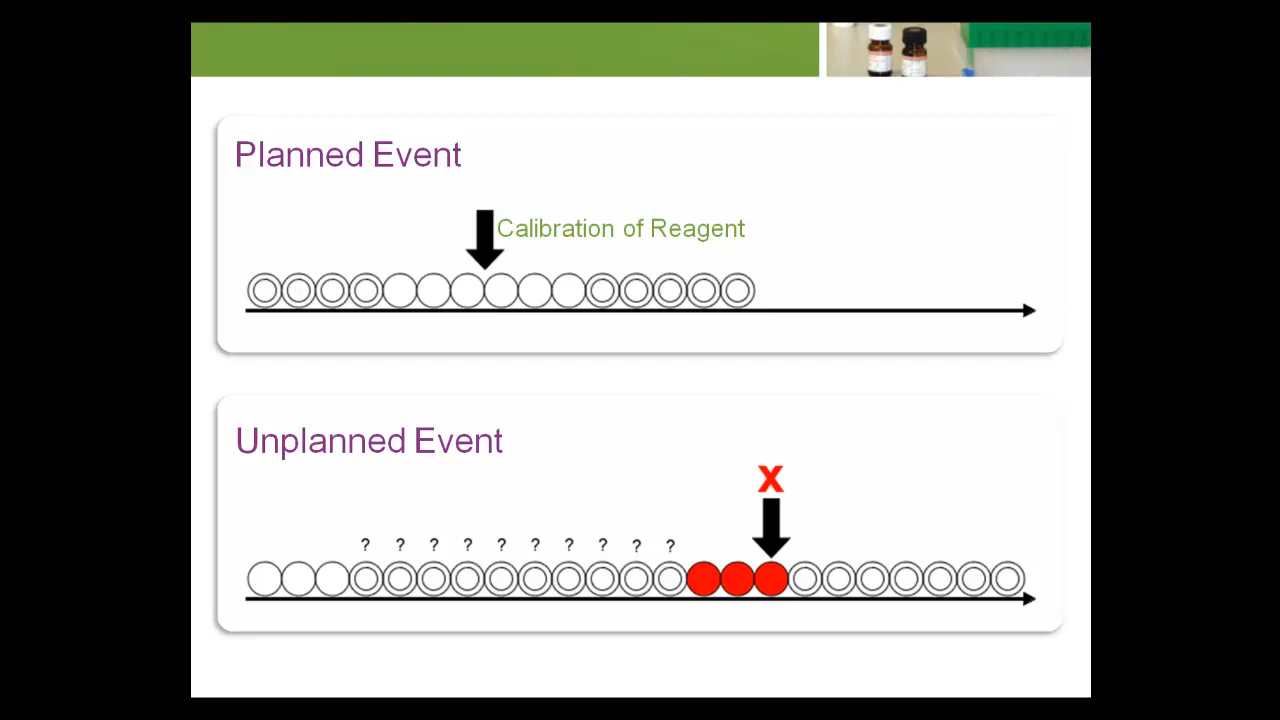 Planned Event
Calibration of Reagent
Unplanned Event
X
? ? ? ? ? ? ? ? ? ?